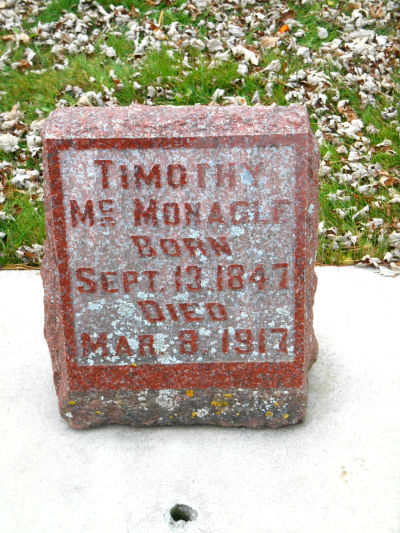 TIMOTHY
Mc MONAGLE
BORN
SEPT. 13, 1847
DIED
MAR. 8, 1917